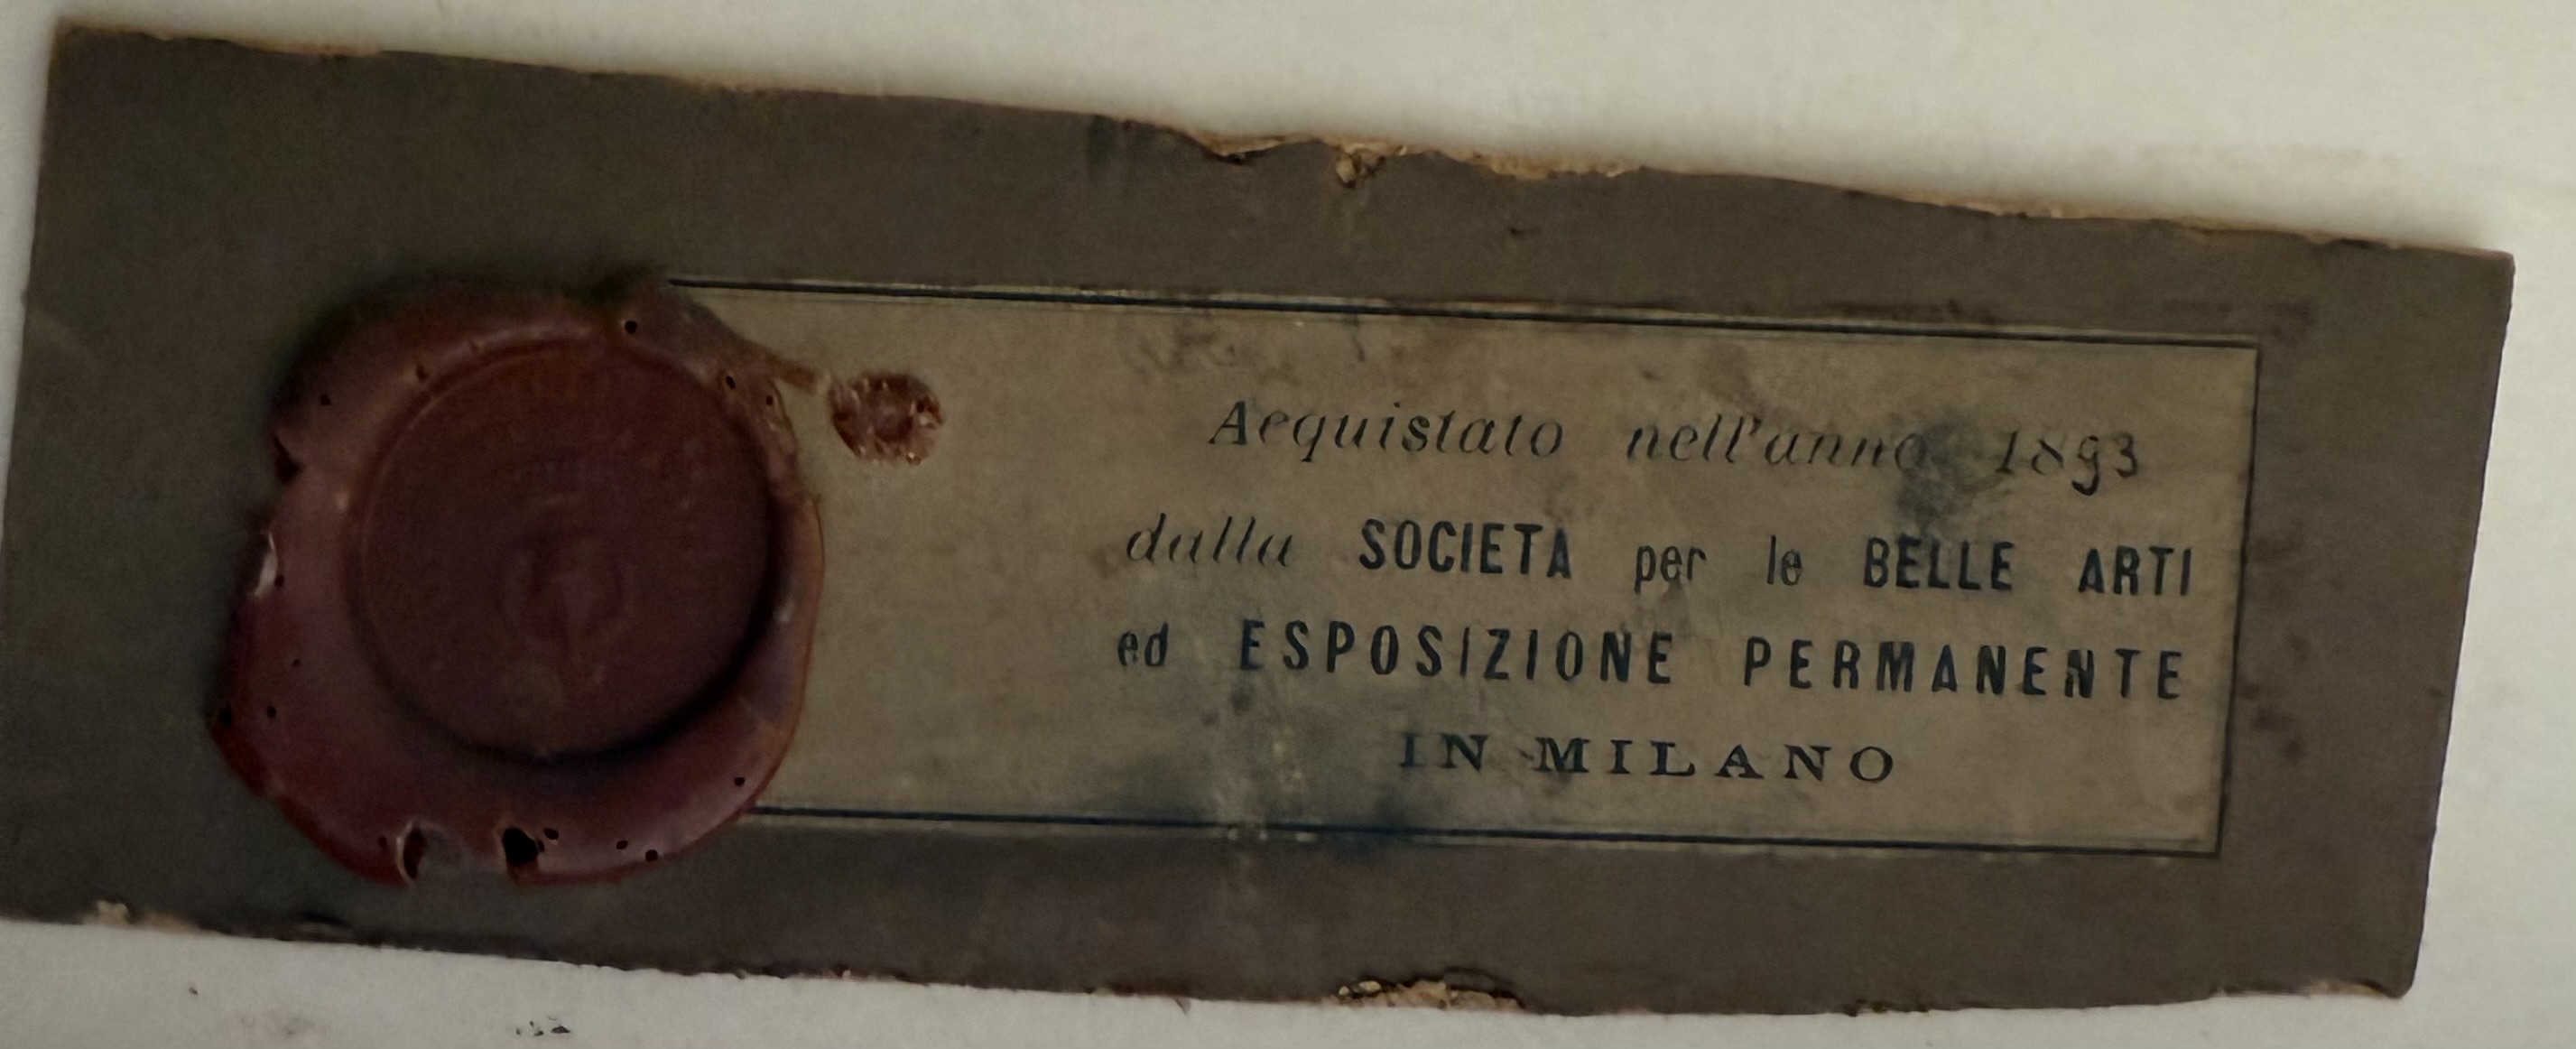 Acquistato nell'anno 1893
dalla SOCIETA per le BELLE ARTI
ed ESPOSIZIONE PERMANENTE
IN MILANO